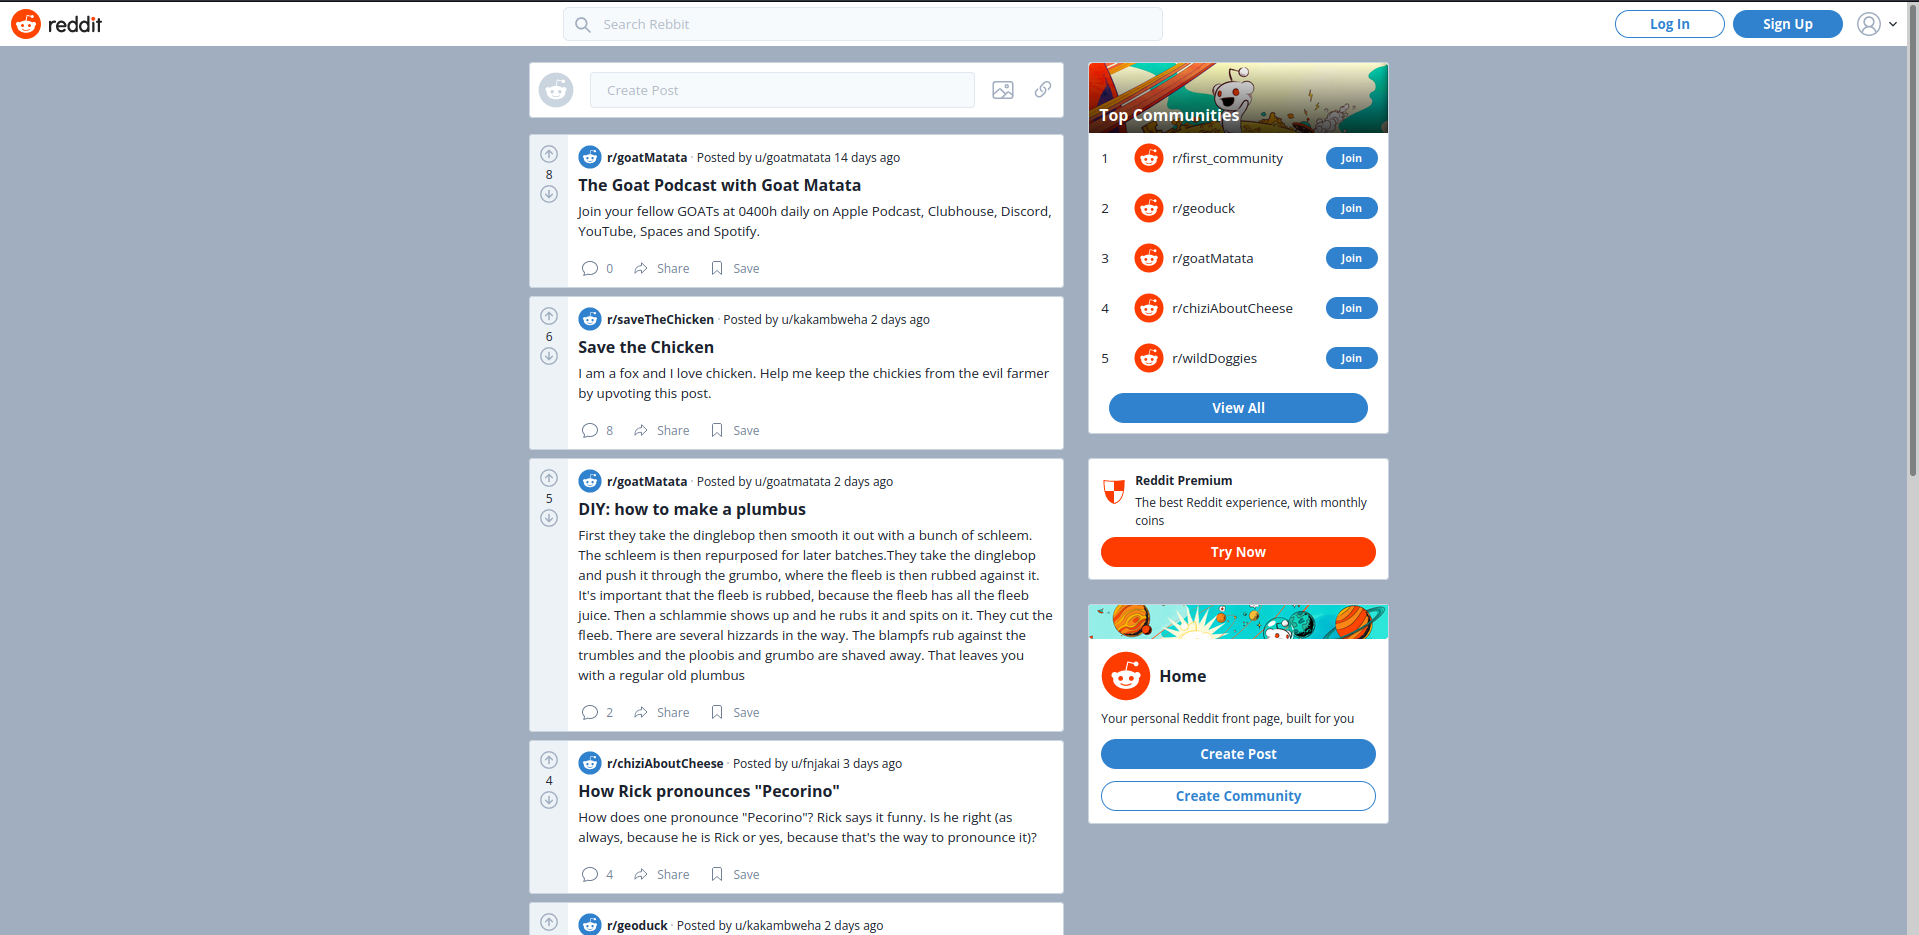 reddit
Search Rebbit
Log In
Sign Up
Create Post
8
r/goatMatata · Posted by u/goatmatata 14 days ago
The Goat Podcast with Goat Matata
Join your fellow GOATs at 0400h daily on Apple Podcast, Clubhouse, Discord,
YouTube, Spaces and Spotify.
0 Share Save
6
r/saveTheChicken · Posted by u/kakambweha 2 days ago
Save the Chicken
I am a fox and I love chicken. Help me keep the chickies from the evil farmer
by upvoting this post.
8 Share Save
5
r/goatMatata · Posted by u/goatmatata 2 days ago
DIY: how to make a plumbus
First they take the dinglebop then smooth it out with a bunch of schleem.
The schleem is then repurposed for later batches.They take the dinglebop
and push it through the grumbo, where the fleeb is then rubbed against it.
It's important that the fleeb is rubbed, because the fleeb has all the fleeb
juice. Then a schlammie shows up and he rubs it and spits on it. They cut the
fleeb. There are several hizzards in the way. The blampfs rub against the
trumbles and the ploobis and grumbo are shaved away. That leaves you
with a regular old plumbus
2 Share Save
4
r/chiziAboutCheese · Posted by u/fnjakai 3 days ago
How Rick pronounces "Pecorino"
How does one pronounce "Pecorino"? Rick says it funny. Is he right (as
always, because he is Rick or yes, because that's the way to pronounce it)?
4 Share Save
r/geoduck · Posted by u/kakambweha 2 days ago
Top Communities
1 r/first_community Join
2 r/geoduck Join
3 r/goatMatata Join
4 r/chiziAboutCheese Join
5 r/wildDoggies Join
View All
Reddit Premium
The best Reddit experience, with monthly
coins
Try Now
Home
Your personal Reddit front page, built for you
Create Post
Create Community